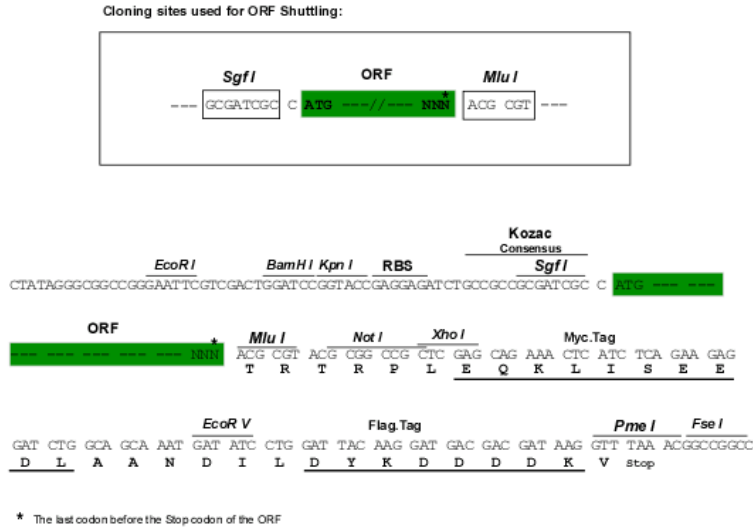 Cloning sites used for ORF Shuttling:
Sgf I ORF Mlu I
--- GCGATCGC C ATG ---//--- NNN* ACG CGT ---
Kozac
Consensus
EcoR I BamH I Kpn I RBS Sgf I
CTATAGGGCGGCCGGGAATTCGTCGACTGGATCCGGTACCGAGGAGATCTGCCGCCGCGATCGC C ATG --- ---
ORF Mlu I Not I Xho I Myc.Tag
--- --- --- --- --- NNN* ACG CGT ACG CGG CCG CTC GAG CAG AAA CTC ATC TCA GAA GAG
T R T R P L E Q K L I S E E
EcoR V Flag.Tag Pme I Fse I
GAT CTG GCA GCA AAT GAT ATC CTG GAT TAC AAG GAT GAC GAC GAT AAG GTT TAA ACGGCCGGCC
D L A A N D I L D Y K D D D D K V Stop
* The last codon before the Stop codon of the ORF